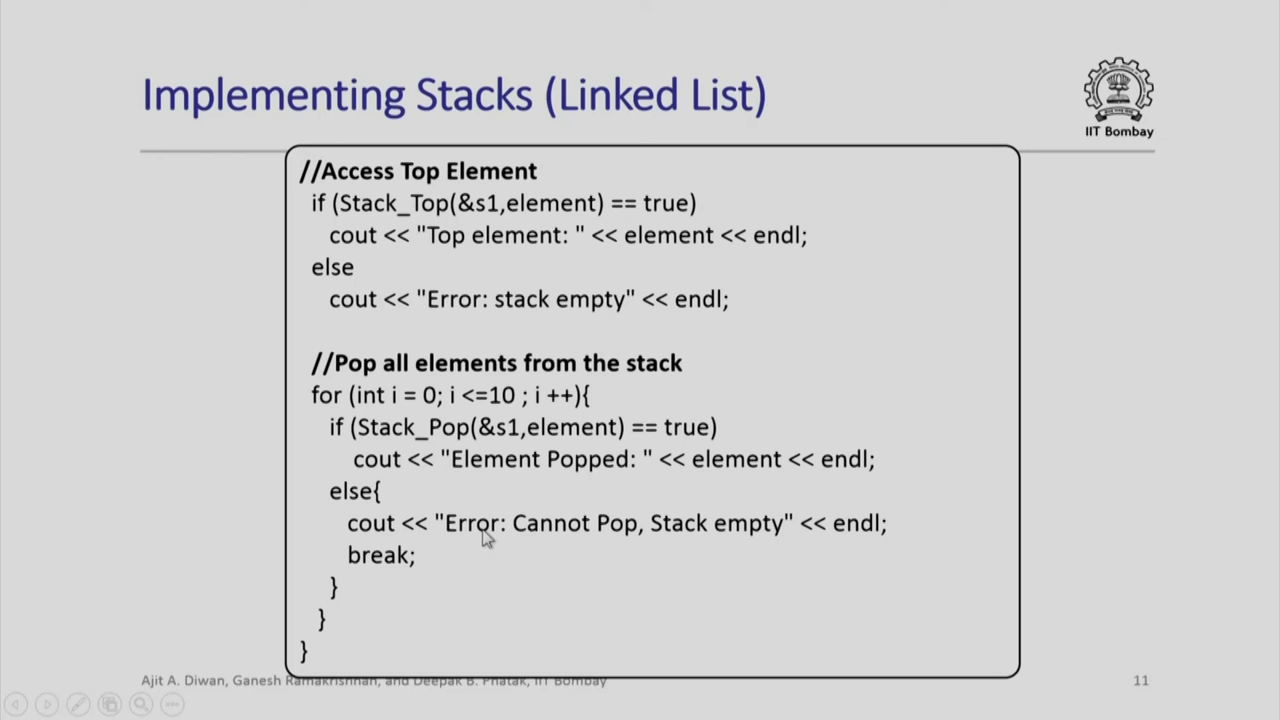 Implementing Stacks (Linked List)
IIT Bombay
//Access Top Element
if (Stack_Top(&s1,element) == true)
cout << "Top element: " << element << endl;
else
cout << "Error: stack empty" << endl;
//Pop all elements from the stack
for (int i = 0; i <=10 ; i ++){
if (Stack_Pop(&s1,element) == true)
cout << "Element Popped: " << element << endl;
else{
cout << "Error: Cannot Pop, Stack empty" << endl;
break;
}
}
}
Ajit A. Diwan, Ganesh Ramakrishnan, and Deepak B. Phatak, IIT Bombay
11